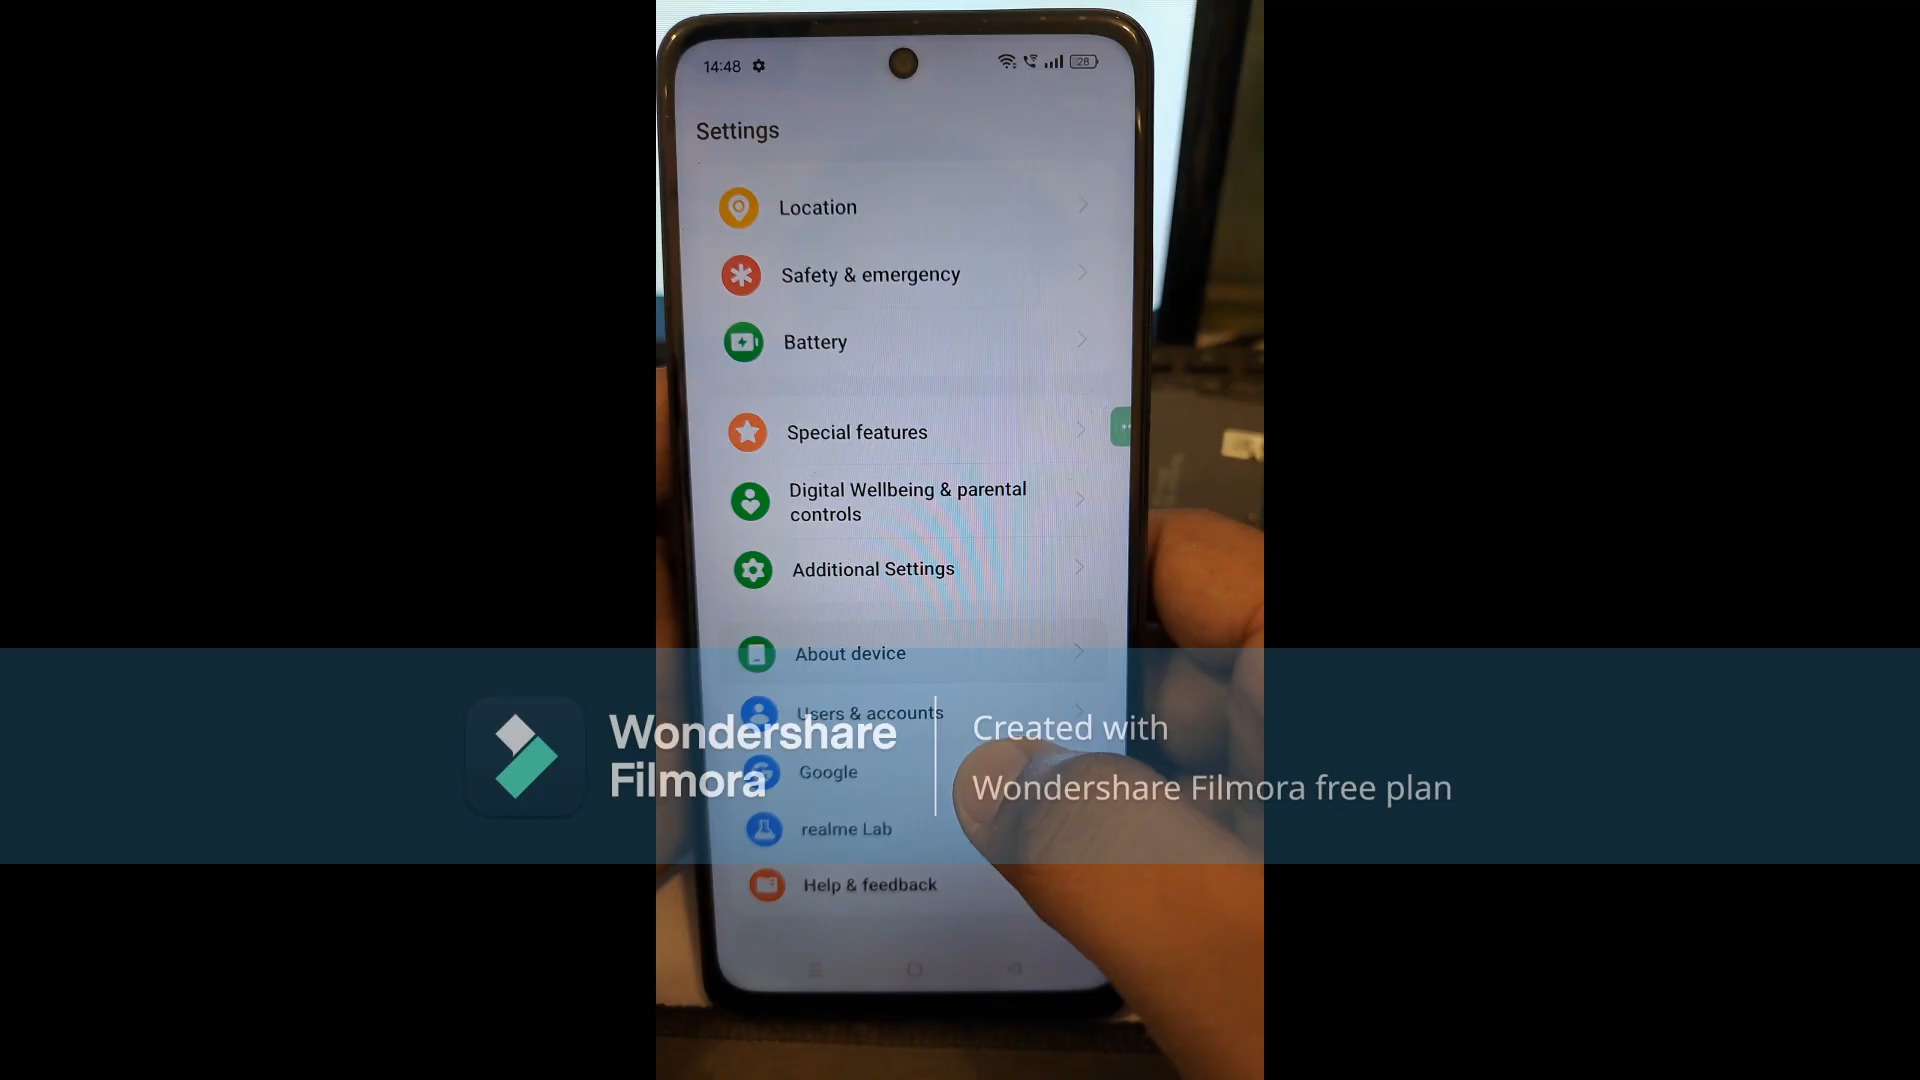 14:48
28
Settings
Location
Safety & emergency
Battery
Special features
Digital Wellbeing & parental
controls
Additional Settings
About device
Users & accounts
Wondershare
Filmora
Created with
Wondershare Filmora free plan
Google
realme Lab
Help & feedback